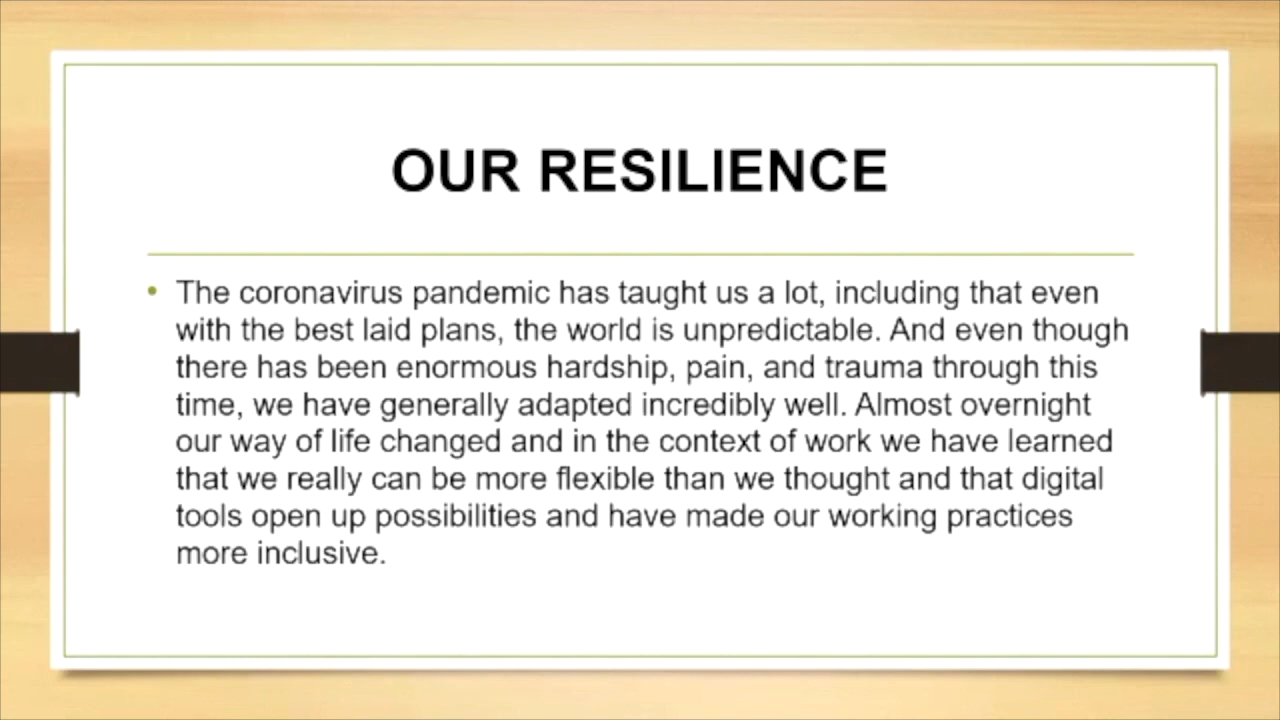 OUR RESILIENCE
• The coronavirus pandemic has taught us a lot, including that even
with the best laid plans, the world is unpredictable. And even though
there has been enormous hardship, pain, and trauma through this
time, we have generally adapted incredibly well. Almost overnight
our way of life changed and in the context of work we have learned
that we really can be more flexible than we thought and that digital
tools open up possibilities and have made our working practices
more inclusive.